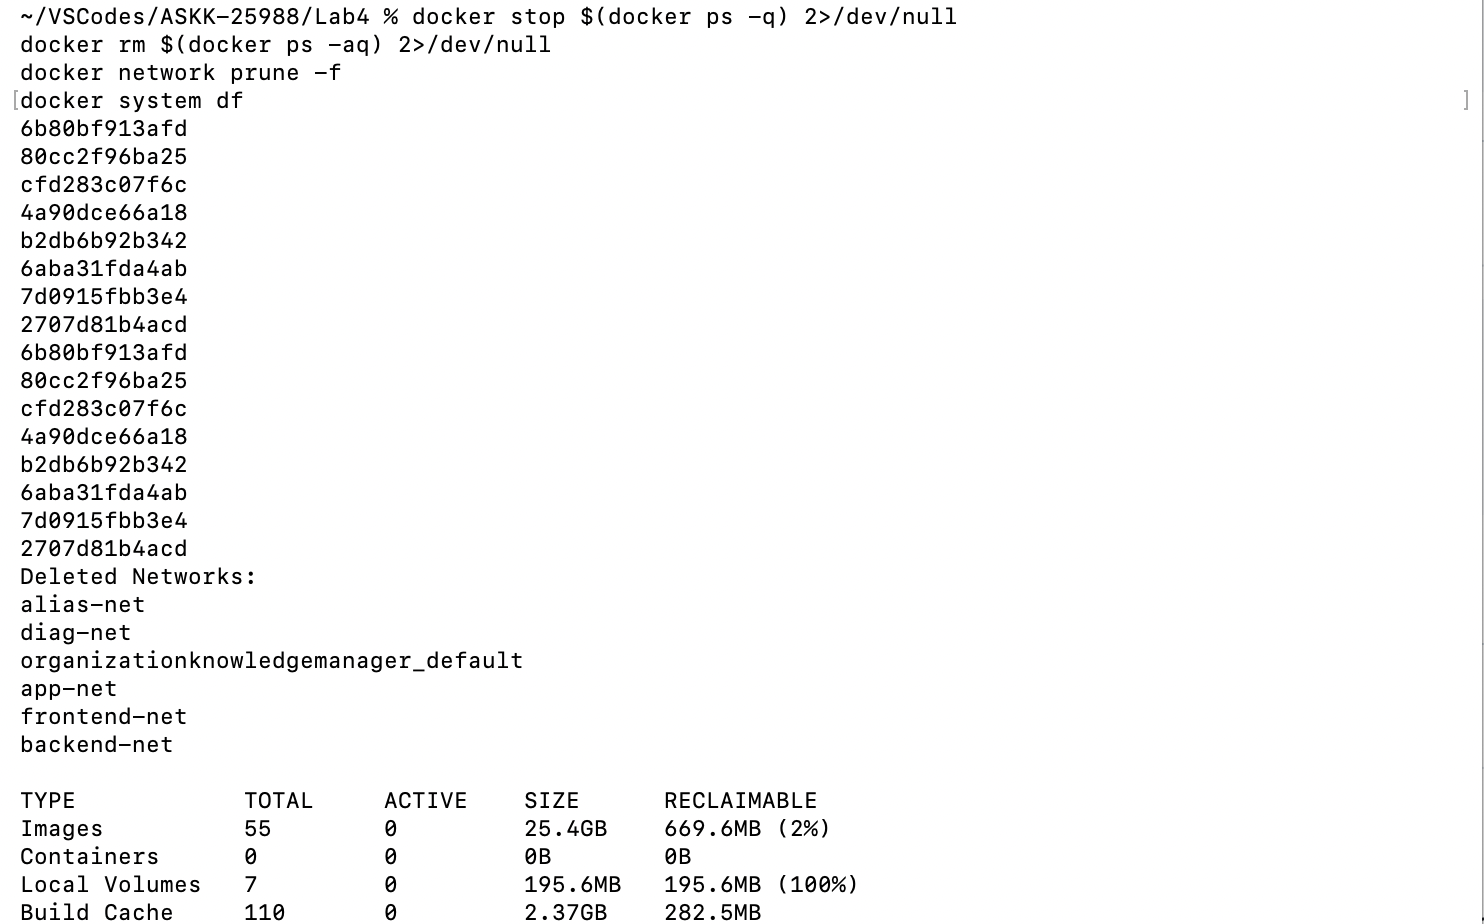 ~/VSCodes/ASKK-25988/Lab4 % docker stop $(docker ps -q) 2>/dev/null
docker rm $(docker ps -aq) 2>/dev/null
docker network prune -f
[docker system df ]
6b80bf913afd
80cc2f96ba25
cfd283c07f6c
4a90dce66a18
b2db6b92b342
6aba31fda4ab
7d0915fbb3e4
2707d81b4acd
6b80bf913afd
80cc2f96ba25
cfd283c07f6c
4a90dce66a18
b2db6b92b342
6aba31fda4ab
7d0915fbb3e4
2707d81b4acd
Deleted Networks:
alias-net
diag-net
organizationknowledgemanager_default
app-net
frontend-net
backend-net
TYPE TOTAL ACTIVE SIZE RECLAIMABLE
Images 55 0 25.4GB 669.6MB (2%)
Containers 0 0 0B 0B
Local Volumes 7 0 195.6MB 195.6MB (100%)
Build Cache 110 0 2.37GB 282.5MB